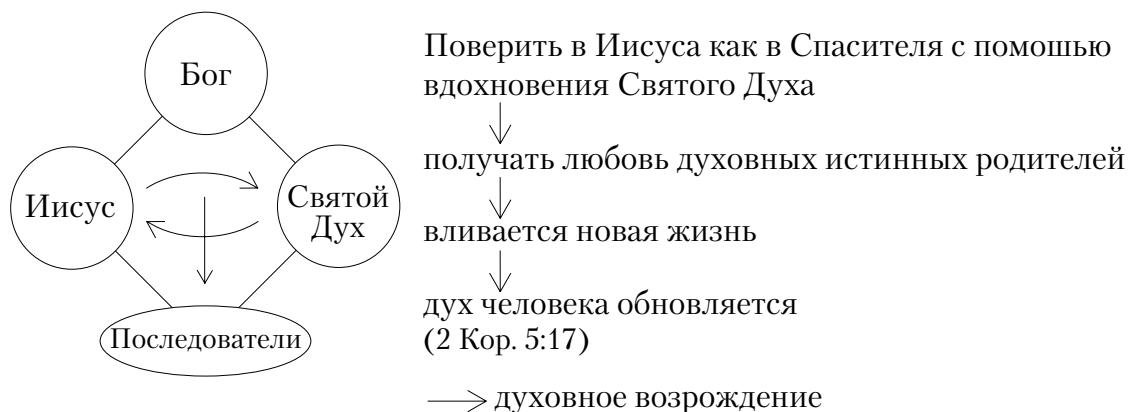 Бог
Иисус
Святой
Дух
Последователи
Поверить в Иисуса как в Спасителя с помошью
вдохновения Святого Духа
получать любовь духовных истинных родителей
вливается новая жизнь
дух человека обновляется
(2 Кор. 5:17)
духовное возрождение